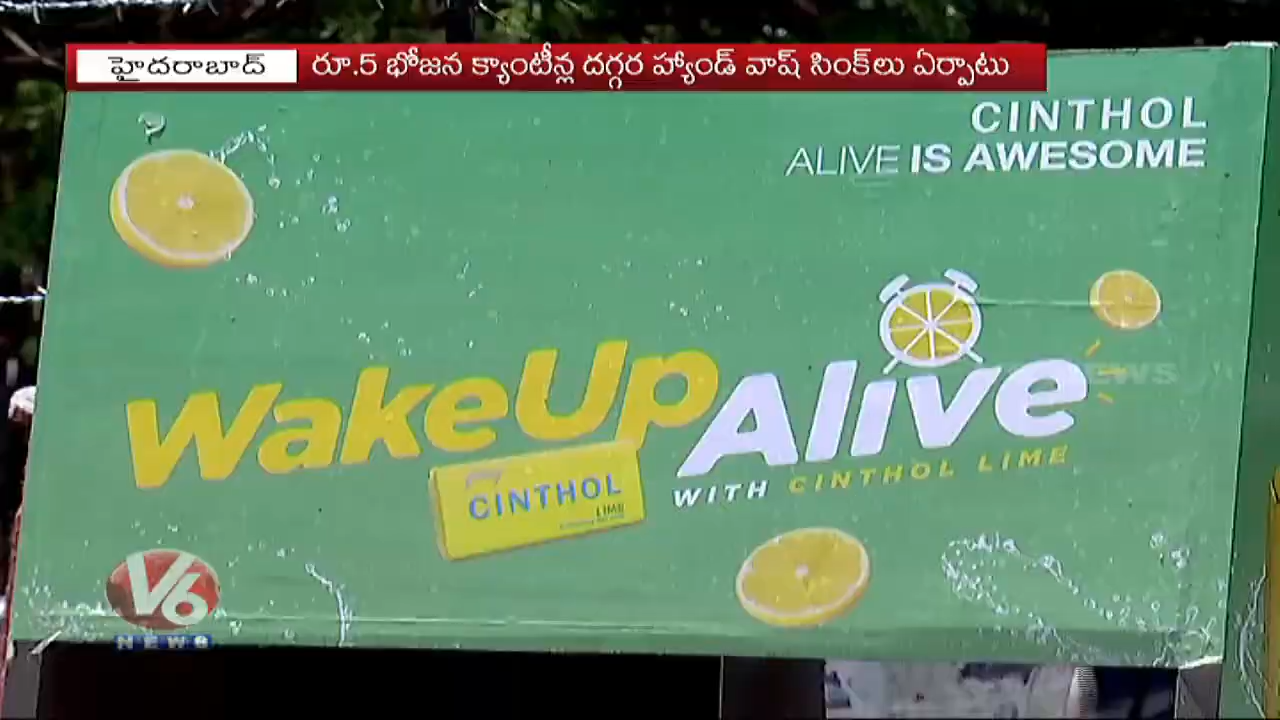 హైదరాబాద్ రూ.5 భోజన క్యాంటీన్ల దగ్గర హ్యాండ్ వాష్ సింక్‌లు ఏర్పాటు
CINTHOL
ALIVE IS AWESOME
WakeUp Alive
EWS
CINTHOL
LIME
WITH CINTHOL LIME
V6
NEWS